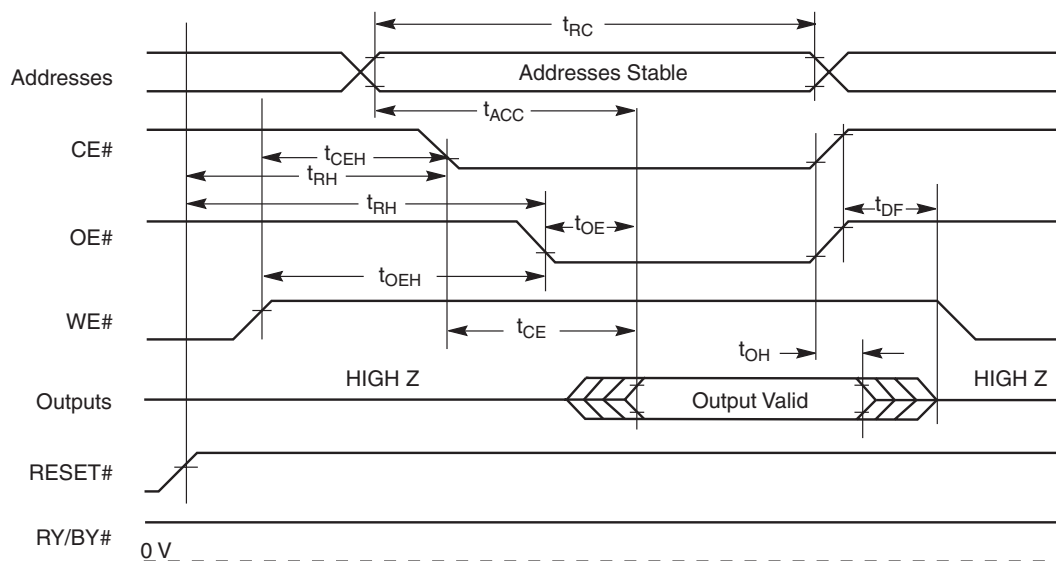 tRC
Addresses
Addresses Stable
tACC
CE#
tCEH
tRH
tRH
OE#
tOE
tDF
tOEH
WE#
tCE
tOH
HIGH Z
HIGH Z
Outputs
Output Valid
RESET#
RY/BY#
0 V